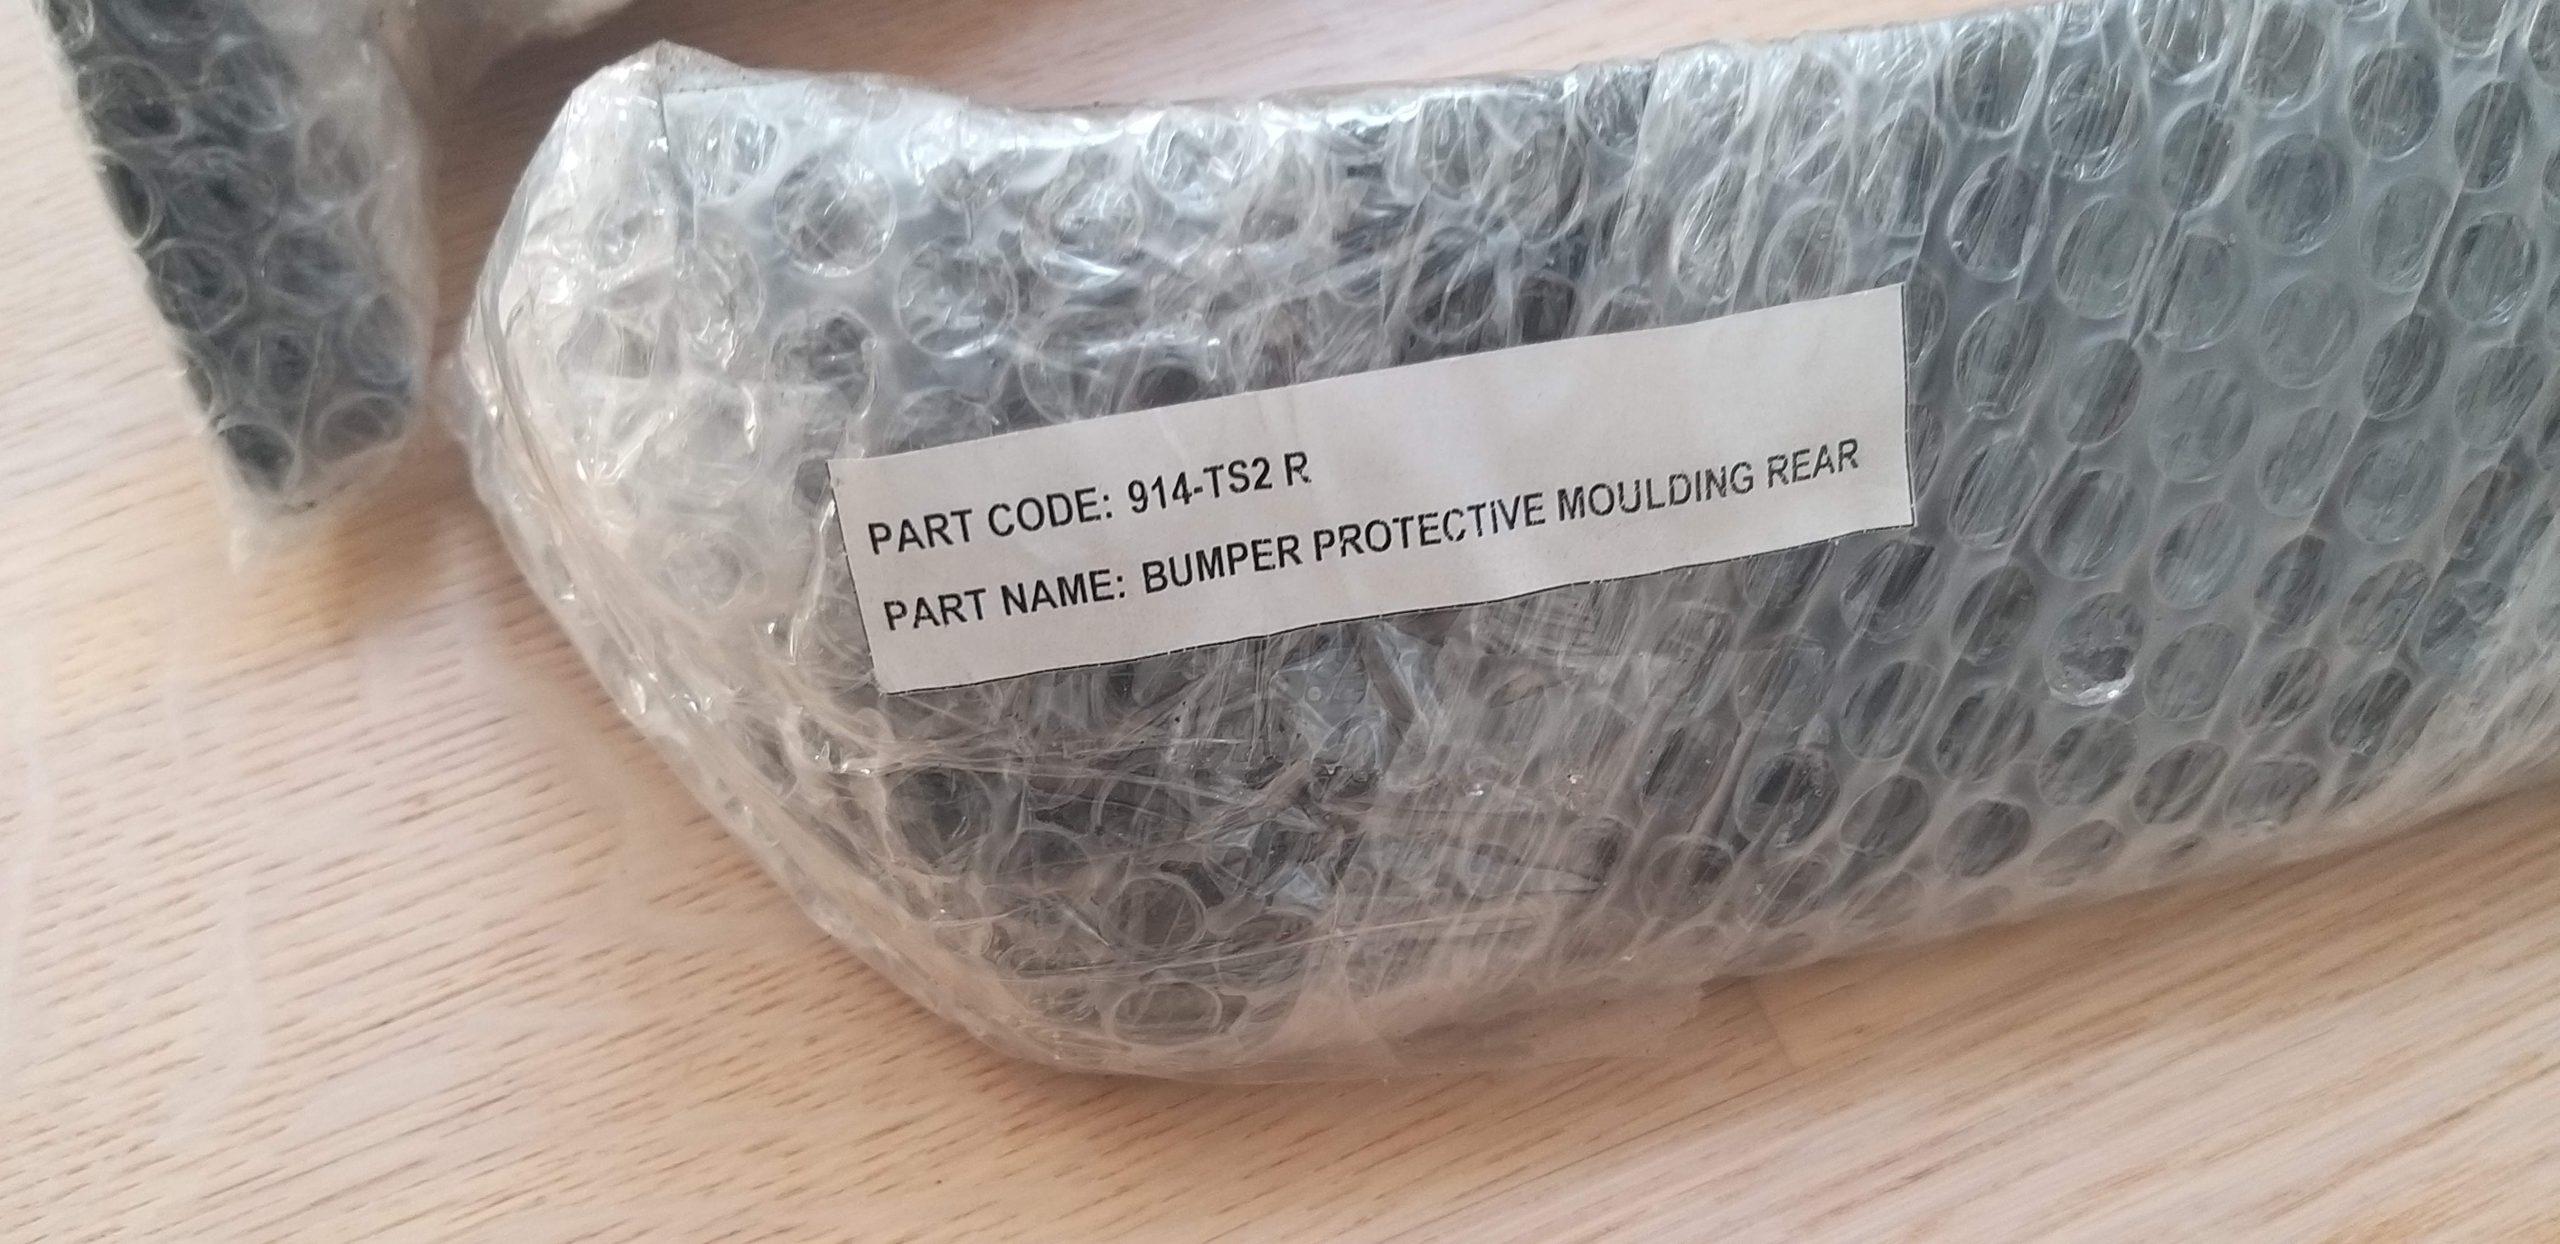 PART CODE: 914-TS2 R
PART NAME: BUMPER PROTECTIVE MOULDING REAR